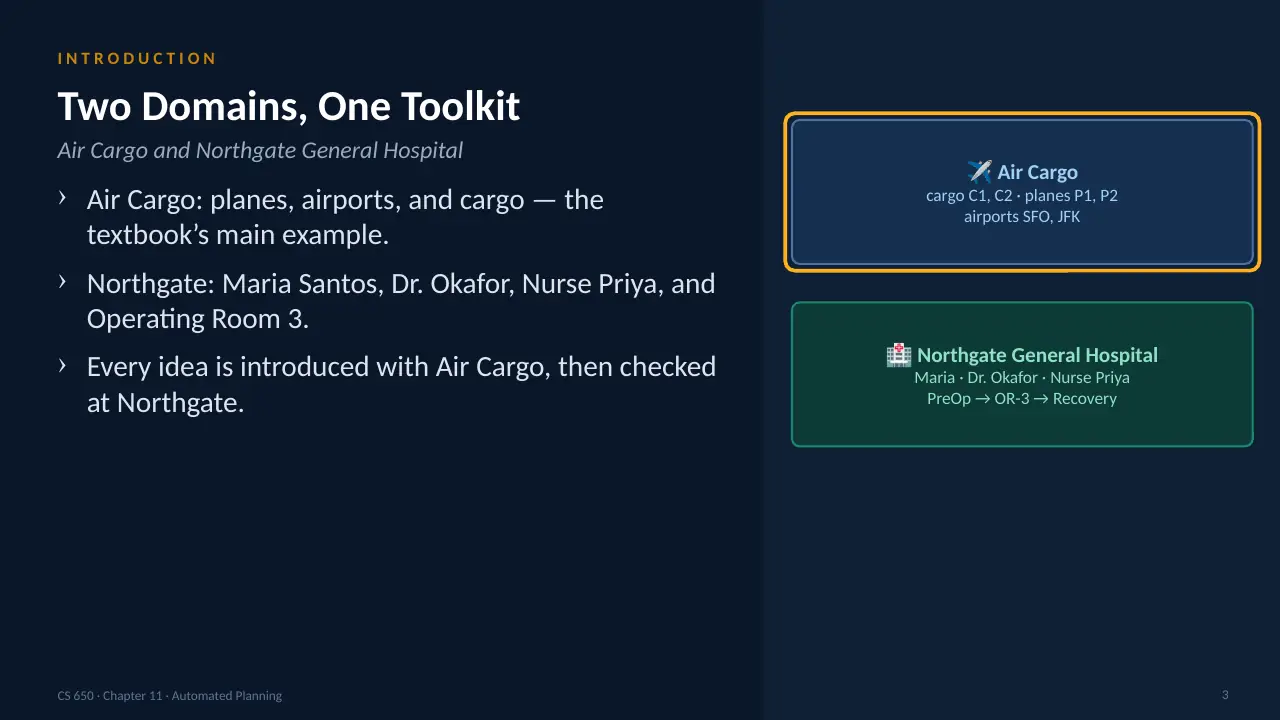 INTRODUCTION
Two Domains, One Toolkit
Air Cargo and Northgate General Hospital
› Air Cargo: planes, airports, and cargo — the
textbook’s main example.
› Northgate: Maria Santos, Dr. Okafor, Nurse Priya, and
Operating Room 3.
› Every idea is introduced with Air Cargo, then checked
at Northgate.
✈️ Air Cargo
cargo C1, C2 · planes P1, P2
airports SFO, JFK
🏥 Northgate General Hospital
Maria · Dr. Okafor · Nurse Priya
PreOp → OR-3 → Recovery
CS 650 · Chapter 11 · Automated Planning
3